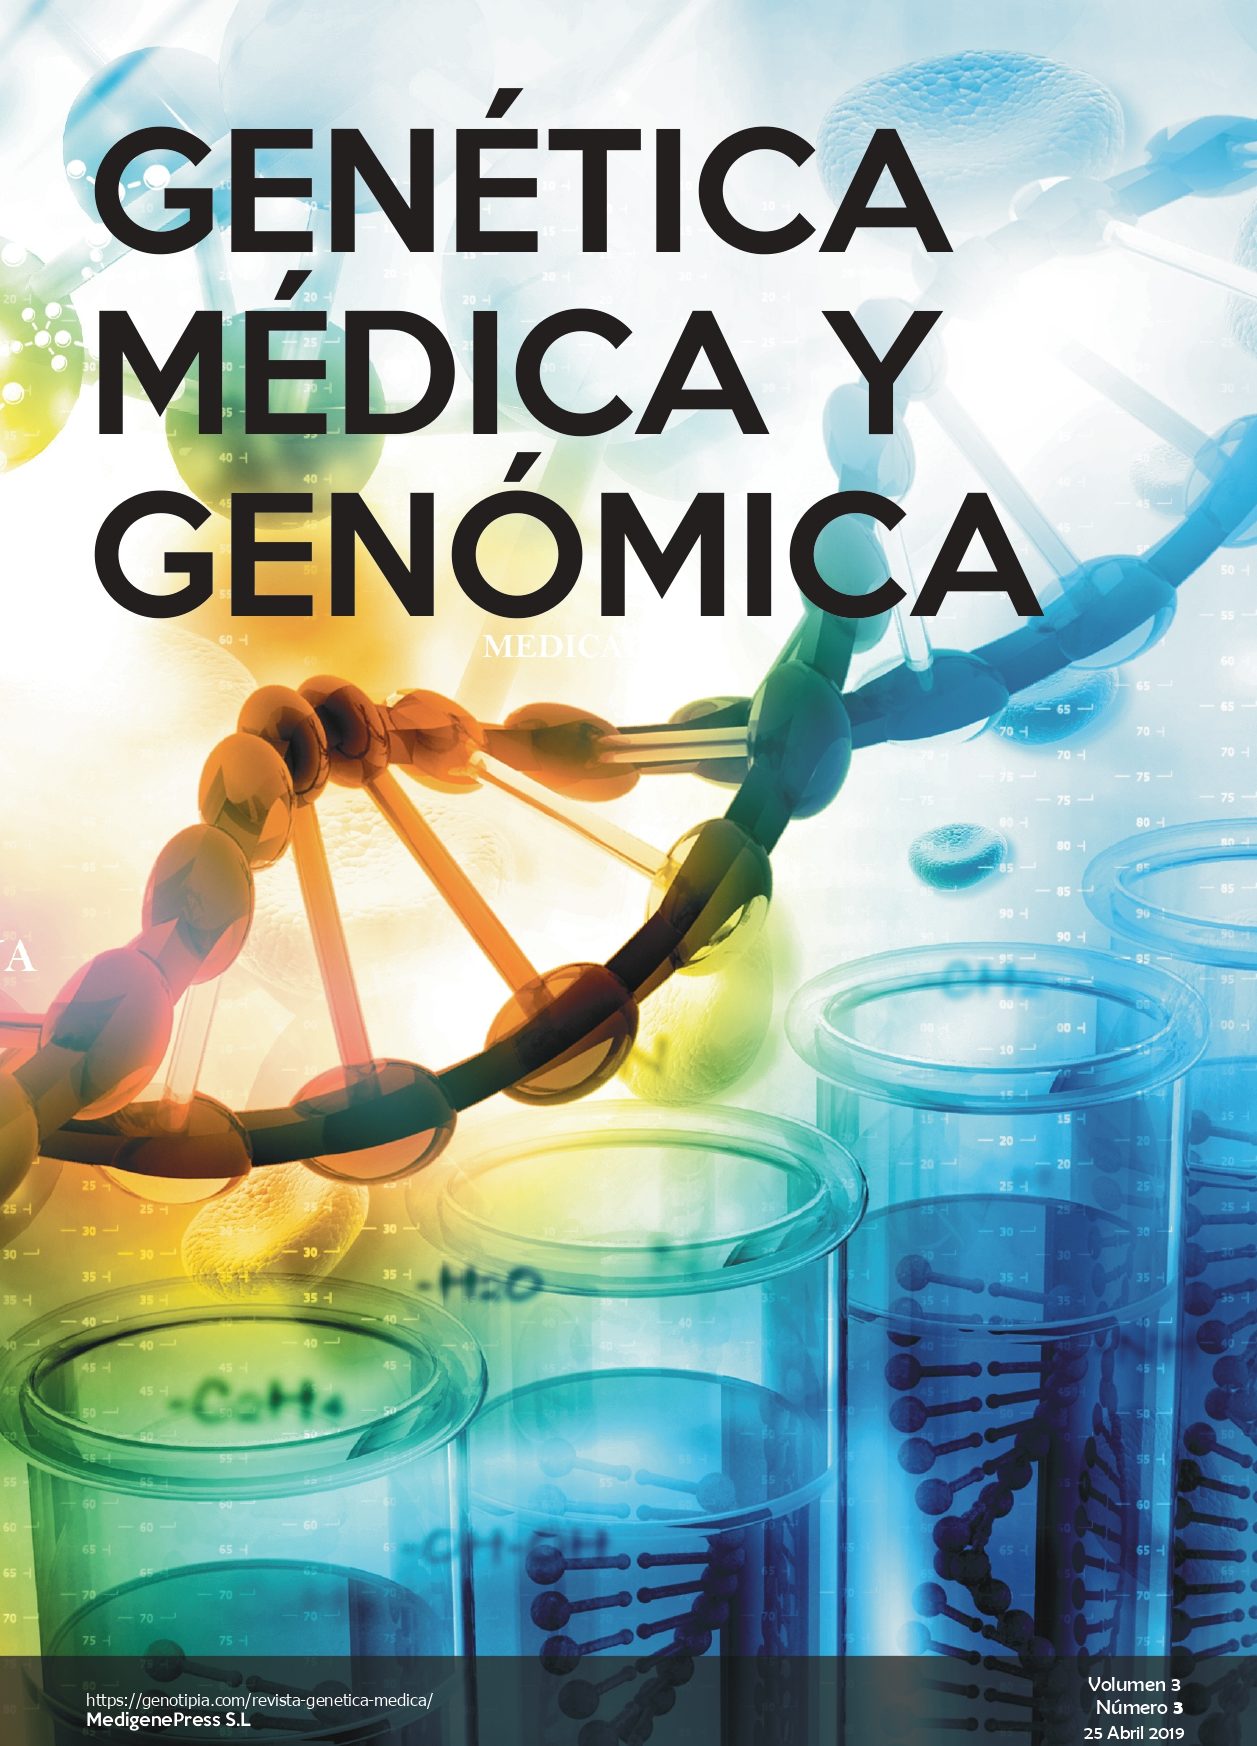 GENÉTICA
MÉDICA Y
GENÓMICA
MEDICA
A
-H2O
-C2H4
-CH-OH
https://genotipia.com/revista-genetica-medica/
MedigenePress S.L
Volumen 3
Número 3
25 Abril 2019